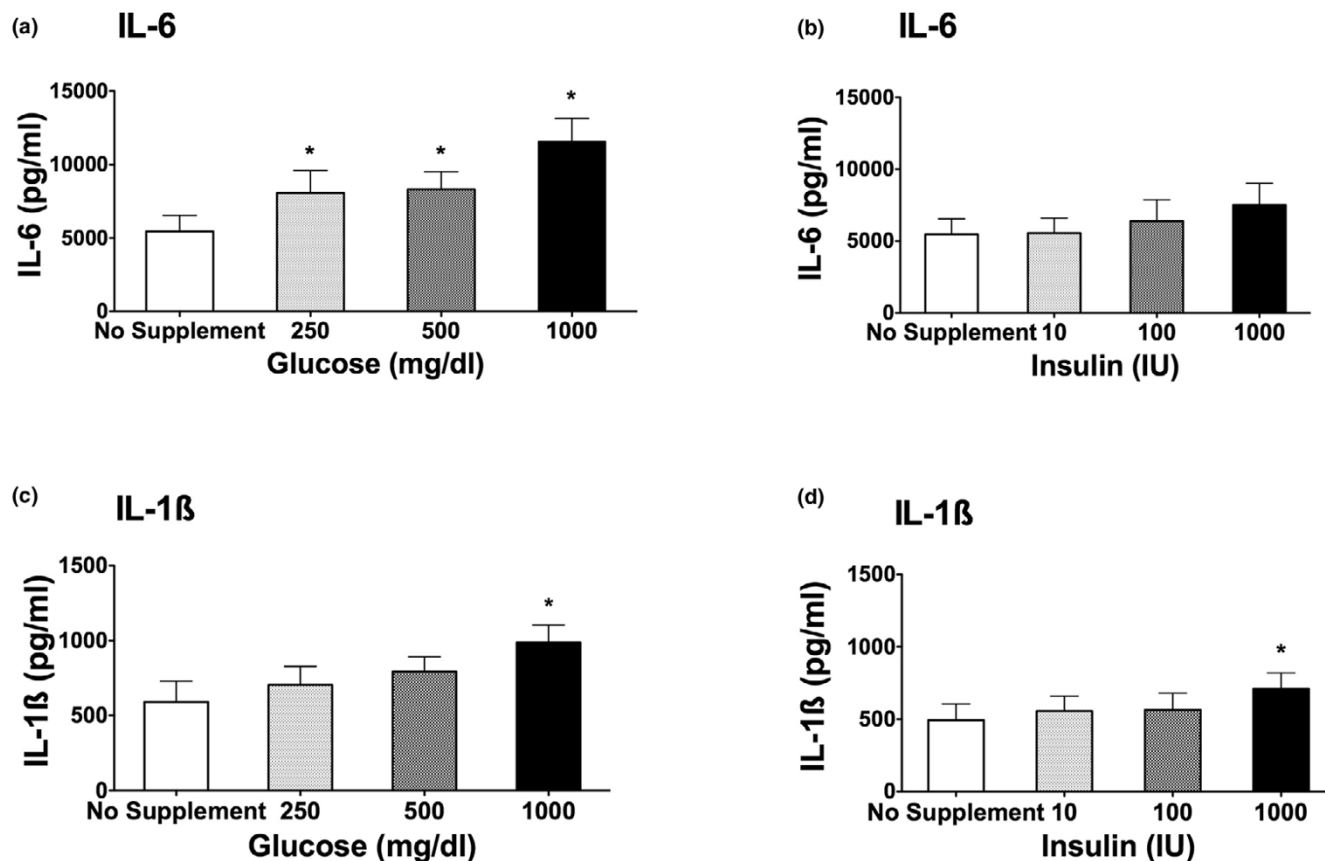 (a) IL-6
IL-6 (pg/ml)
15000
* * *
10000
5000
0
No Supplement 250 500 1000
Glucose (mg/dl)
(b) IL-6
IL-6 (pg/ml)
15000
10000
5000
0
No Supplement 10 100 1000
Insulin (IU)
(c) IL-1ß
IL-1ß (pg/ml)
1500
1000
*
500
0
No Supplement 250 500 1000
Glucose (mg/dl)
(d) IL-1ß
IL-1ß (pg/ml)
1500
1000
*
500
0
No Supplement 10 100 1000
Insulin (IU)